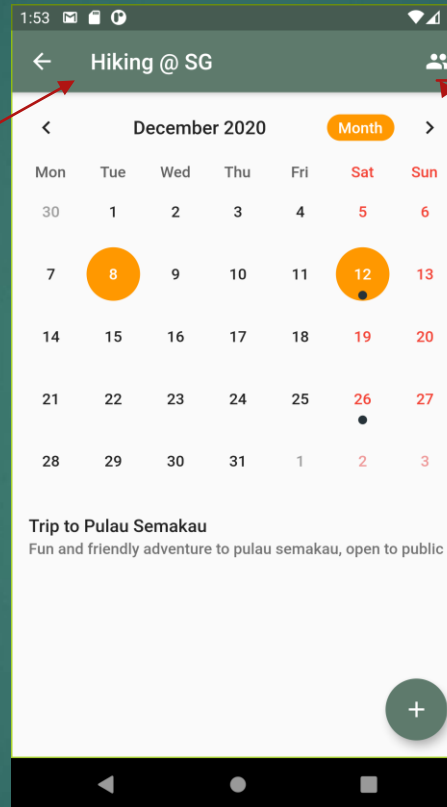 1:53
Hiking @ SG
December 2020 Month
Mon Tue Wed Thu Fri Sat Sun
30 1 2 3 4 5 6
7 8 9 10 11 12 13
14 15 16 17 18 19 20
21 22 23 24 25 26 27
28 29 30 31 1 2 3
Trip to Pulau Semakau
Fun and friendly adventure to pulau semakau, open to public
+